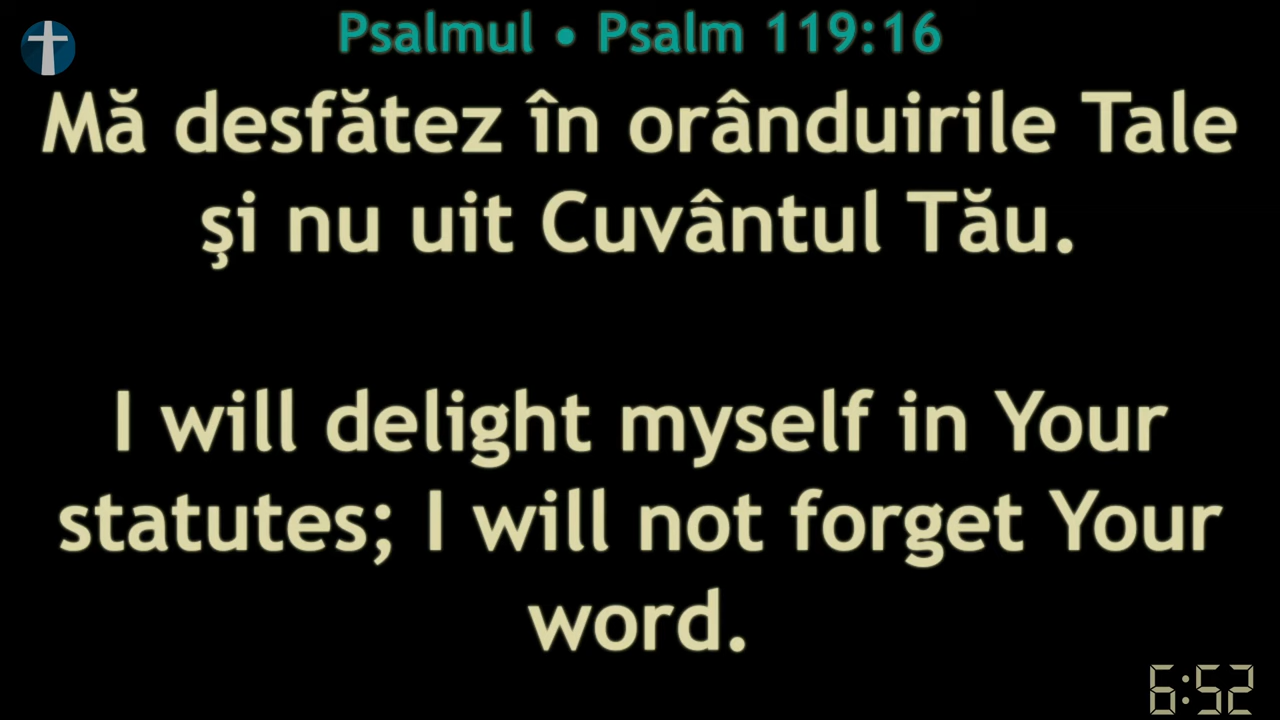 Psalmul • Psalm 119:16
Mă desfătez în orânduirile Tale
şi nu uit Cuvântul Tău.
I will delight myself in Your
statutes; I will not forget Your
word.
6:52